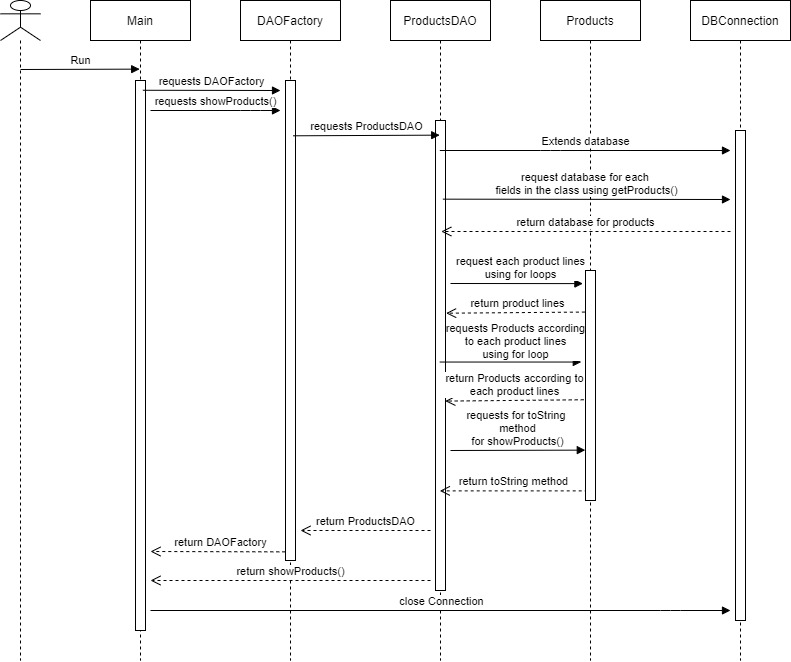 Main
DAOFactory
ProductsDAO
Products
DBConnection
Run
requests DAOFactory
requests showProducts()
requests ProductsDAO
Extends database
request database for each
fields in the class using getProducts()
return database for products
request each product lines
using for loops
return product lines
requests Products according
to each product lines
using for loop
return Products according to
each product lines
requests for toString
method
for showProducts()
return toString method
return ProductsDAO
return DAOFactory
return showProducts()
close Connection